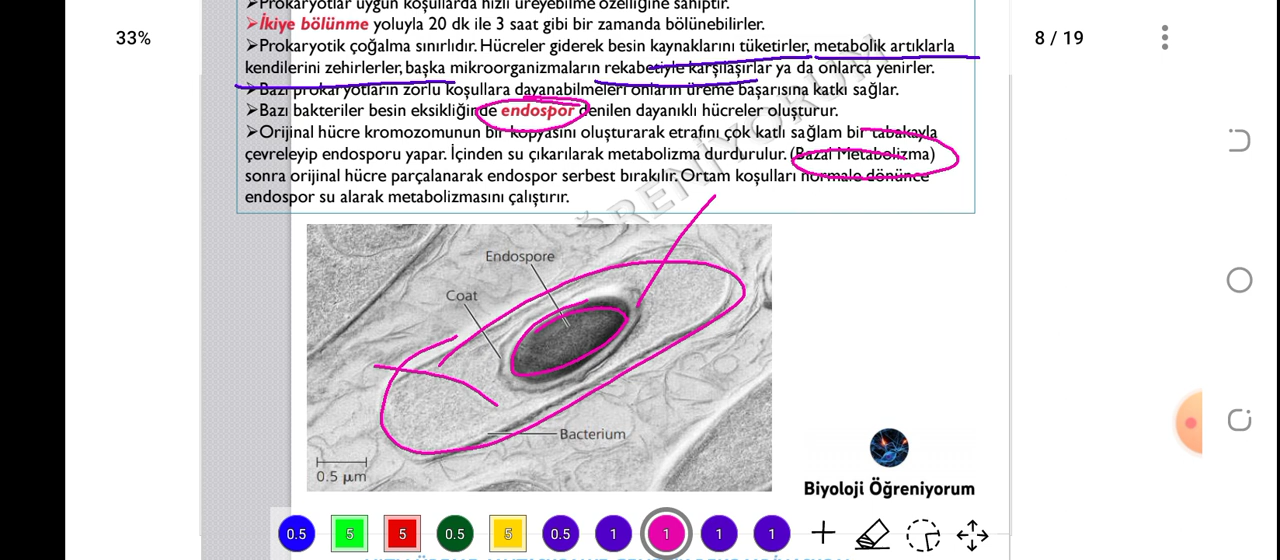 ➤Prokaryotlar uygun koşullarda hızlı üreyebilme özelliğine sahiptir.
➤İkiye bölünme yoluyla 20 dk ile 3 saat gibi bir zamanda bölünebilirler.
33%
8 / 19
➤Prokaryotik çoğalma sınırlıdır. Hücreler giderek besin kaynaklarını tüketirler, metabolik artıklarla
kendilerini zehirlerler, başka mikroorganizmaların rekabetiyle karşılaşırlar ya da onlarca yenirler.
➤Bazı prokaryotların zorlu koşullara dayanabilmeleri onların üreme başarısına katkı sağlar.
➤Bazı bakteriler besin eksikliğinde endospor denilen dayanıklı hücreler oluşturur.
➤Orijinal hücre kromozomunun bir kopyasını oluşturarak etrafını çok katlı sağlam bir tabakayla
çevreleyip endosporu yapar. İçinden su çıkarılarak metabolizma durdurulur. (Bazal Metabolizma)
sonra orijinal hücre parçalanarak endospor serbest bırakılır. Ortam koşulları normale dönünce
endospor su alarak metabolizmasını çalıştırır.
Endospore
Coat
Bacterium
0.5 μm
Biyoloji Öğreniyorum
0.5 5 5 0.5 5 0.5 1 1 1 1